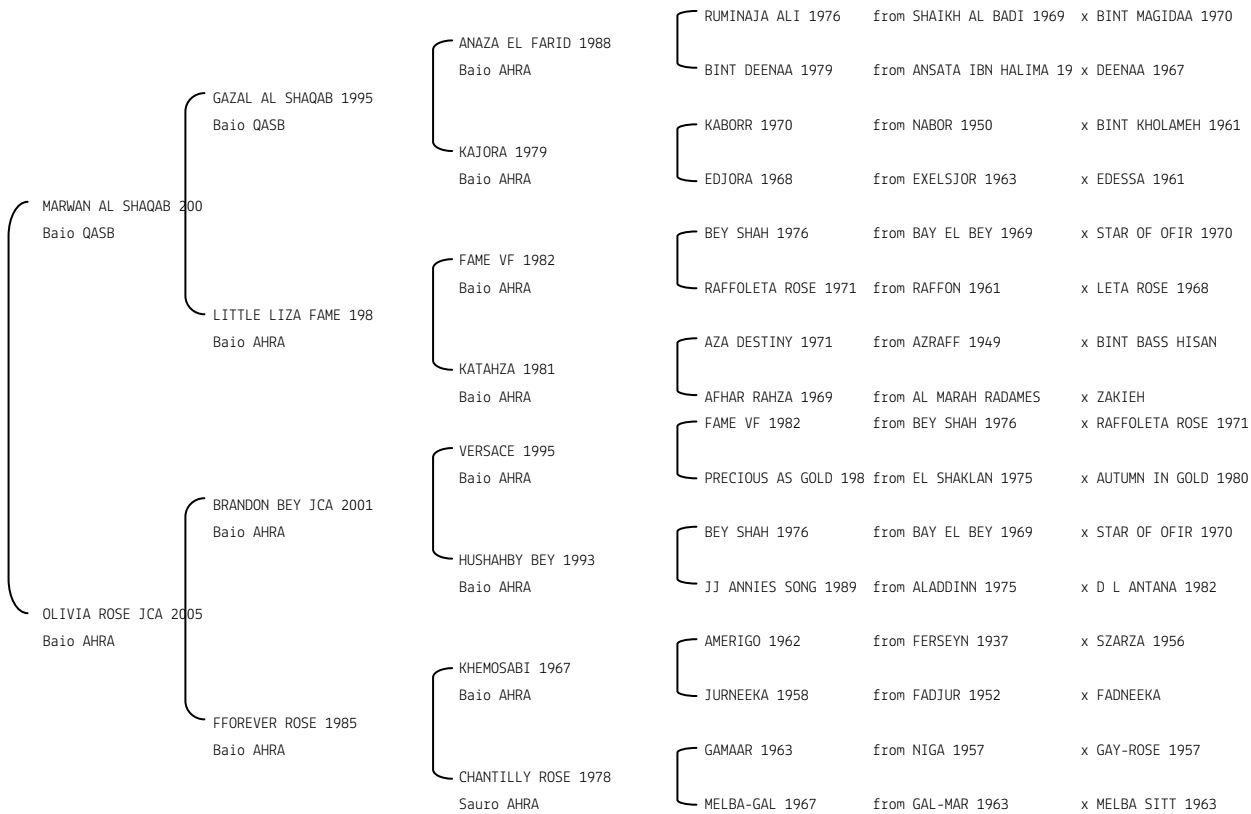 RUMINAJA ALI 1976 from SHAIKH AL BADI 1969 x BINT MAGIDAA 1970
ANAZA EL FARID 1988
Baio AHRA BINT DEENAA 1979 from ANSATA IBN HALIMA 19 x DEENAA 1967
GAZAL AL SHAQAB 1995
Baio QASB KABORR 1970 from NABOR 1950 x BINT KHOLAMEH 1961
KAJORA 1979
Baio AHRA EDJORA 1968 from EXELSJOR 1963 x EDESSA 1961
MARWAN AL SHAQAB 200
Baio QASB BEY SHAH 1976 from BAY EL BEY 1969 x STAR OF OFIR 1970
FAME VF 1982
Baio AHRA RAFFOLETA ROSE 1971 from RAFFON 1961 x LETA ROSE 1968
LITTLE LIZA FAME 198
Baio AHRA AZA DESTINY 1971 from AZRAFF 1949 x BINT BASS HISAN
KATAHZA 1981
Baio AHRA AFHAR RAHZA 1969 from AL MARAH RADAMES x ZAKIEH
FAME VF 1982 from BEY SHAH 1976 x RAFFOLETA ROSE 1971
VERSACE 1995
Baio AHRA PRECIOUS AS GOLD 198 from EL SHAKLAN 1975 x AUTUMN IN GOLD 1980
BRANDON BEY JCA 2001
Baio AHRA BEY SHAH 1976 from BAY EL BEY 1969 x STAR OF OFIR 1970
HUSHAHBY BEY 1993
Baio AHRA JJ ANNIES SONG 1989 from ALADDINN 1975 x D L ANTANA 1982
OLIVIA ROSE JCA 2005
Baio AHRA AMERIGO 1962 from FERSEYN 1937 x SZARZA 1956
KHEMOSABI 1967
Baio AHRA JURNEEKA 1958 from FADJUR 1952 x FADNEEKA
FFOREVER ROSE 1985
Baio AHRA GAMAAR 1963 from NIGA 1957 x GAY-ROSE 1957
CHANTILLY ROSE 1978
Sauro AHRA MELBA-GAL 1967 from GAL-MAR 1963 x MELBA SITT 1963